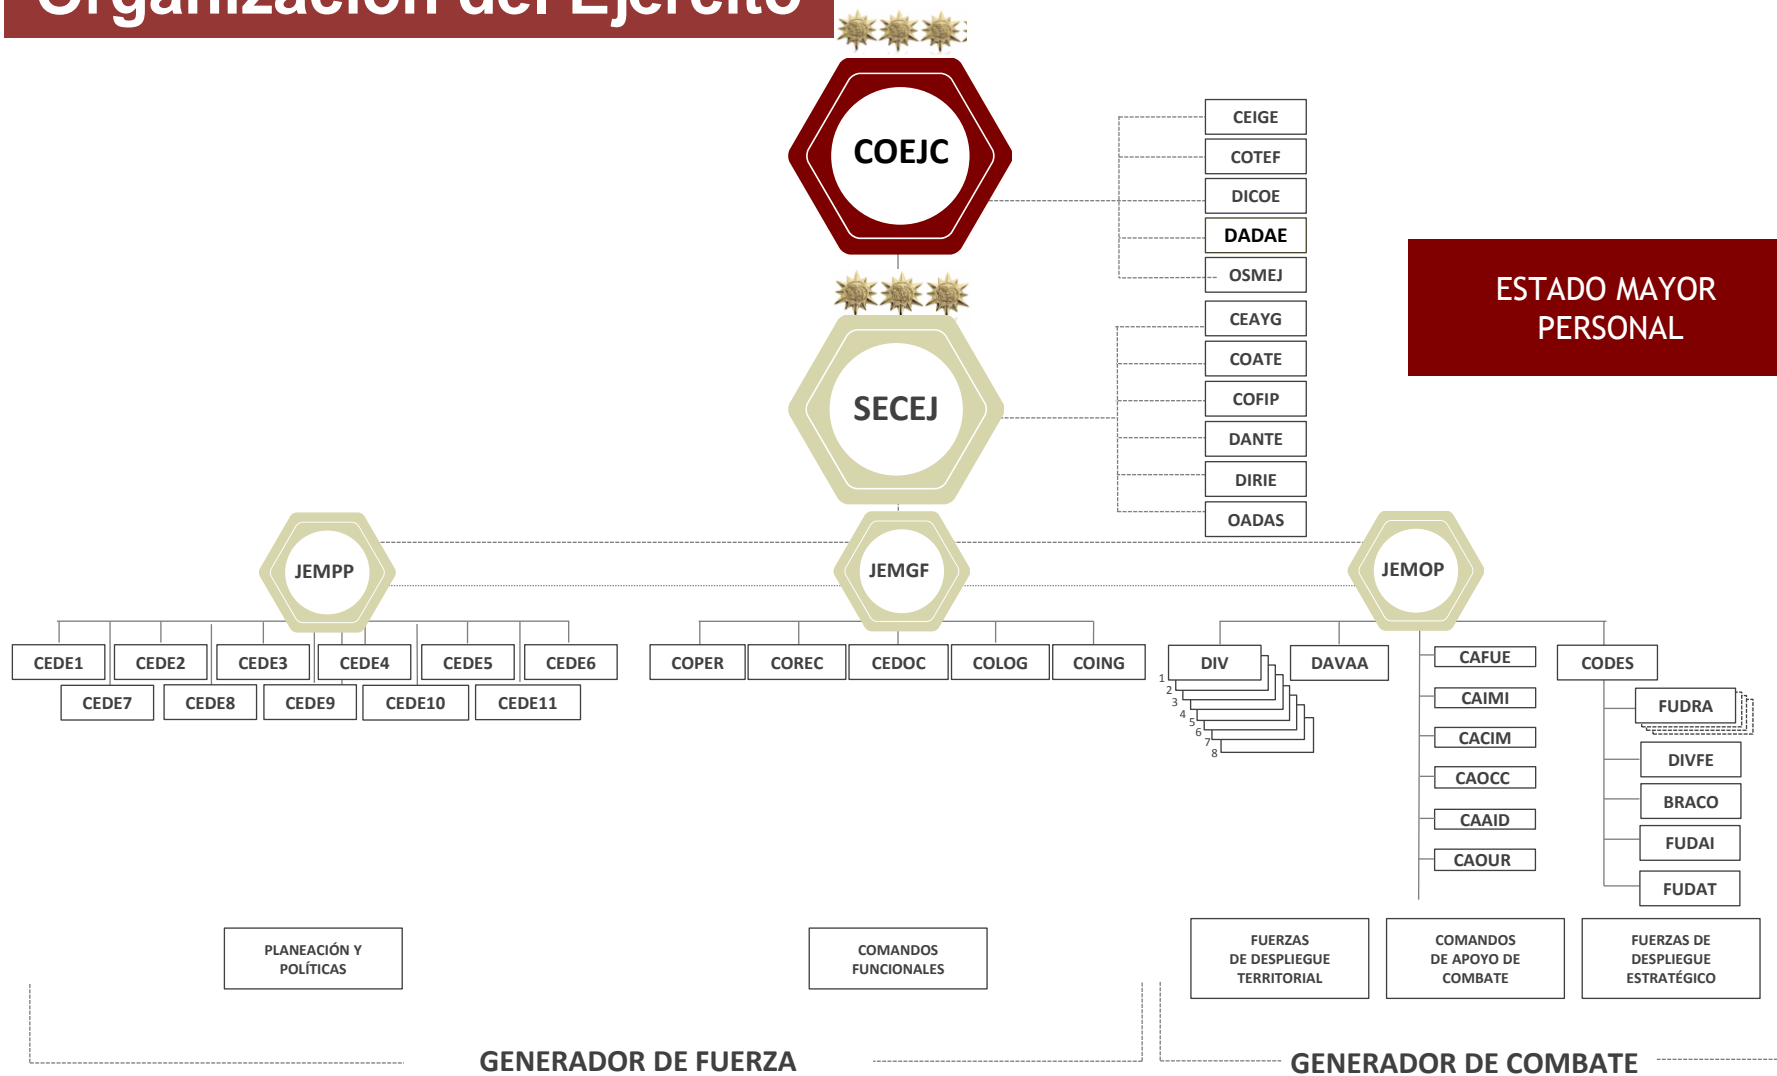 Organización del Ejército
COEJC
CEIGE
COTEF
DICOE
DADAE
OSMEJ
ESTADO MAYOR
PERSONAL
SECEJ
CEAYG
COATE
COFIP
DANTE
DIRIE
OADAS
JEMPP
JEMGF
JEMOP
CEDE1
CEDE2
CEDE3
CEDE4
CEDE5
CEDE6
CEDE7
CEDE8
CEDE9
CEDE10
CEDE11
COPER
COREC
CEDOC
COLOG
COING
DIV
1
2
3
4
5
6
7
8
DAVAA
CAFUE
CAIMI
CACIM
CAOCC
CAAID
CAOUR
CODES
FUDRA
DIVFE
BRACO
FUDAI
FUDAT
PLANEACIÓN Y
POLÍTICAS
COMANDOS
FUNCIONALES
FUERZAS
DE DESPLIEGUE
TERRITORIAL
COMANDOS
DE APOYO DE
COMBATE
FUERZAS DE
DESPLIEGUE
ESTRATÉGICO
GENERADOR DE FUERZA
GENERADOR DE COMBATE